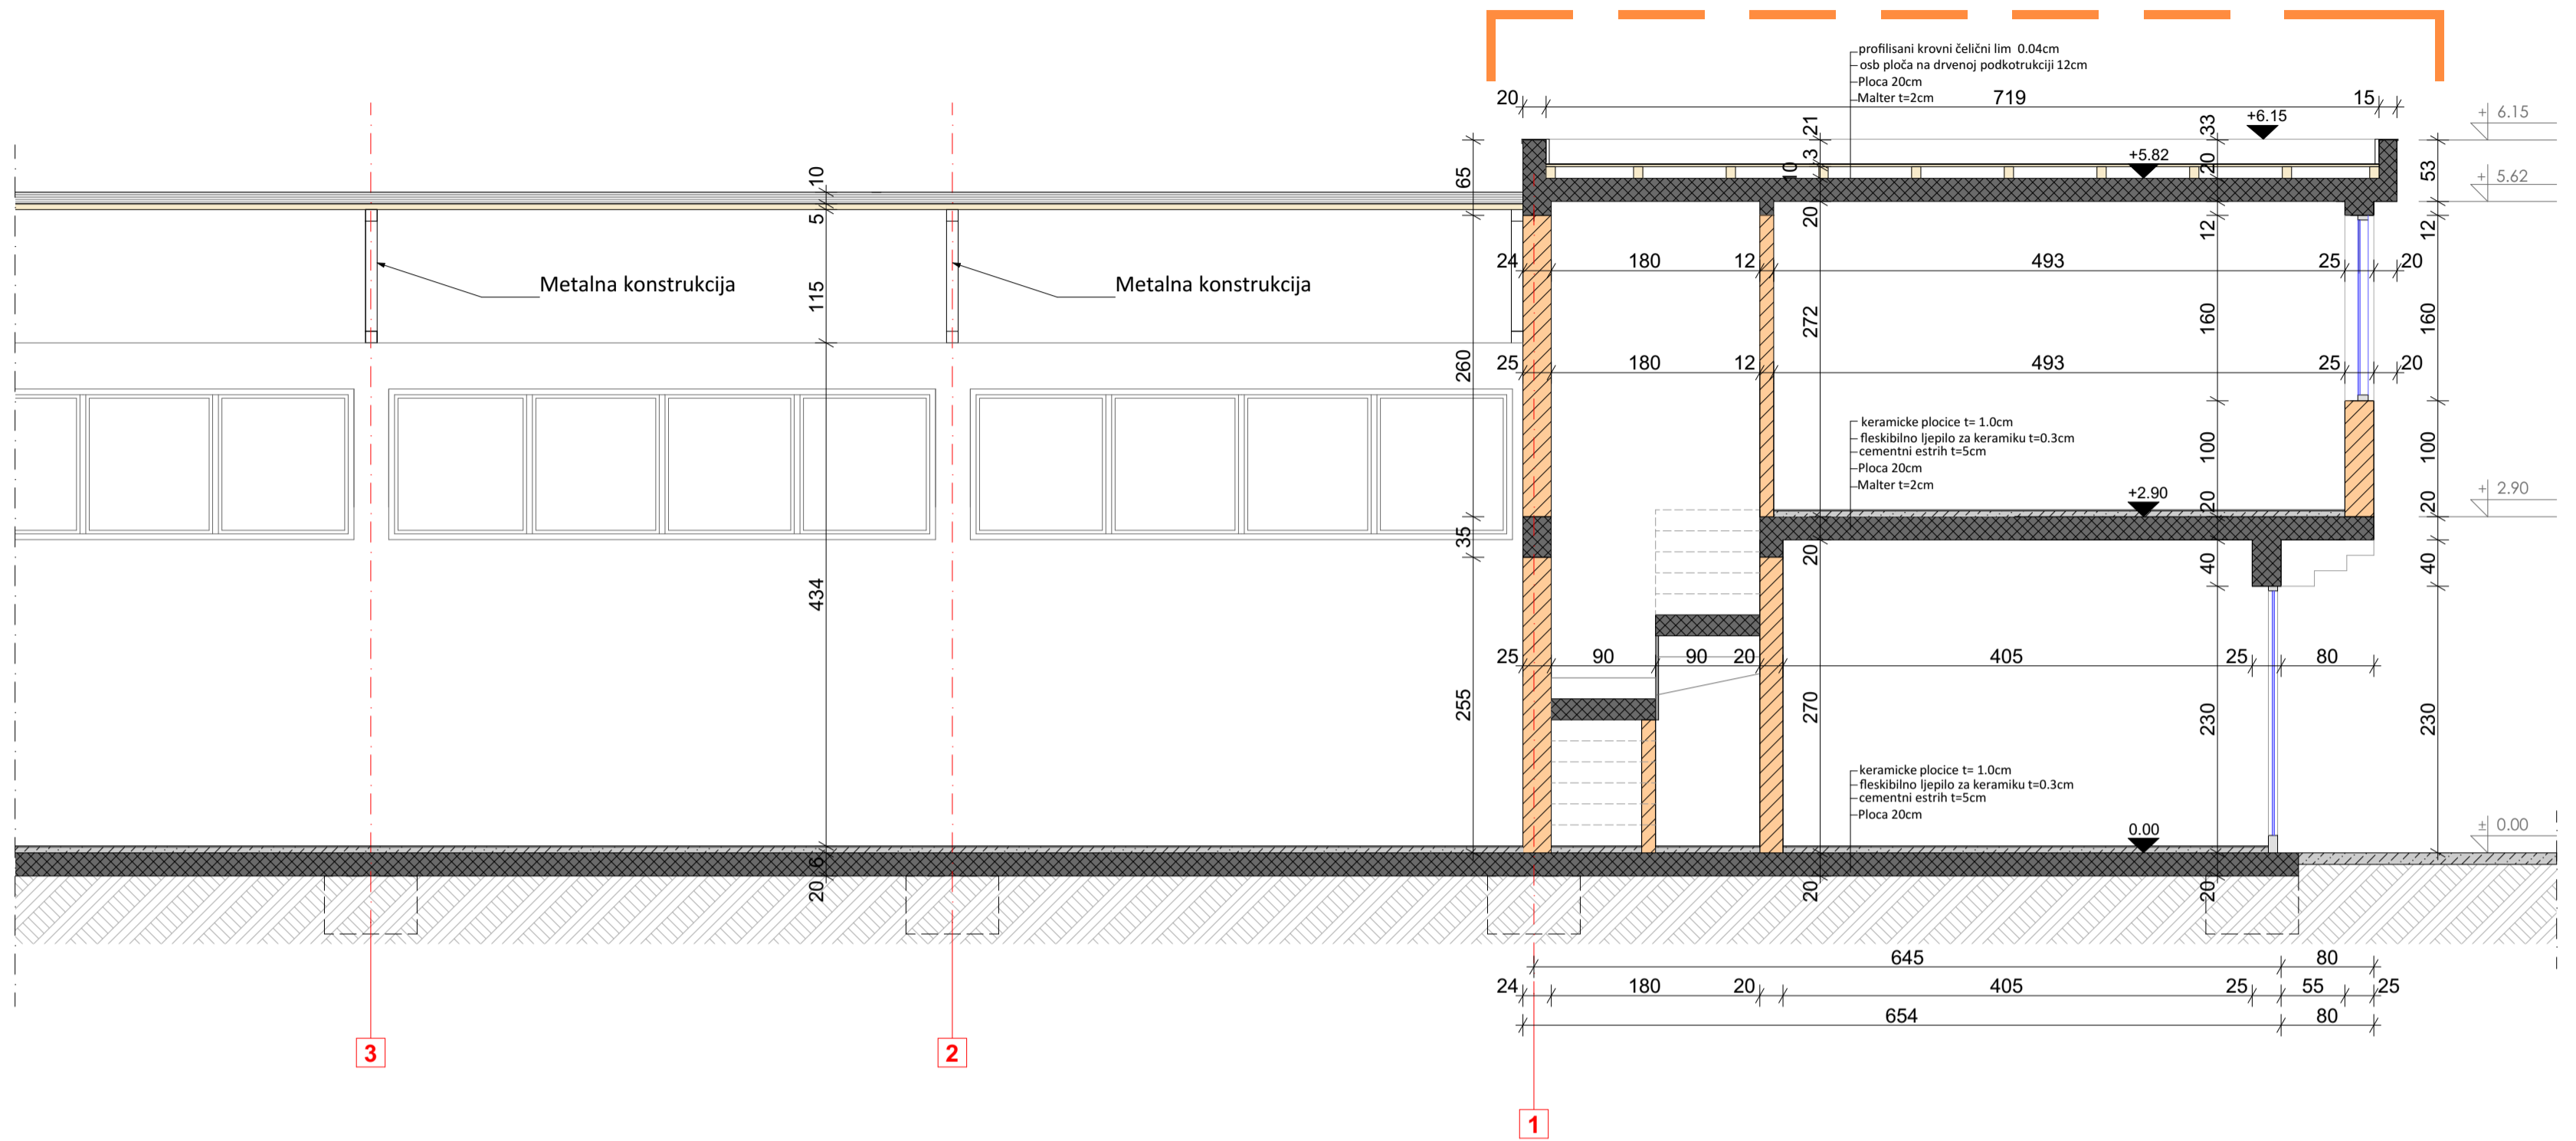 profilisani krovni čelični lim 0.04cm
osb ploča na drvenoj podkotrukciji 12cm
Ploca 20cm
Malter t=2cm
20 719 15
+ 6.15
+6.15
21
33
3
+5.82
20
10
65
53
+ 5.62
10
5
20
12
12
Metalna konstrukcija
Metalna konstrukcija
115
24 180 12 493 25 20
272
160
160
25 180 12 493 25 20
260
keramicke plocice t= 1.0cm
fleskibilno ljepilo za keramiku t=0.3cm
cementni estrih t=5cm
Ploca 20cm
Malter t=2cm
100
100
+2.90
+ 2.90
20
20
35
20
40
40
434
25 90 90 20 405 25 80
255
270
230
230
keramicke plocice t= 1.0cm
fleskibilno ljepilo za keramiku t=0.3cm
cementni estrih t=5cm
Ploca 20cm
0.00
± 0.00
6
20
20
20
645 80
24 180 20 405 25 55 25
654 80
3
2
1